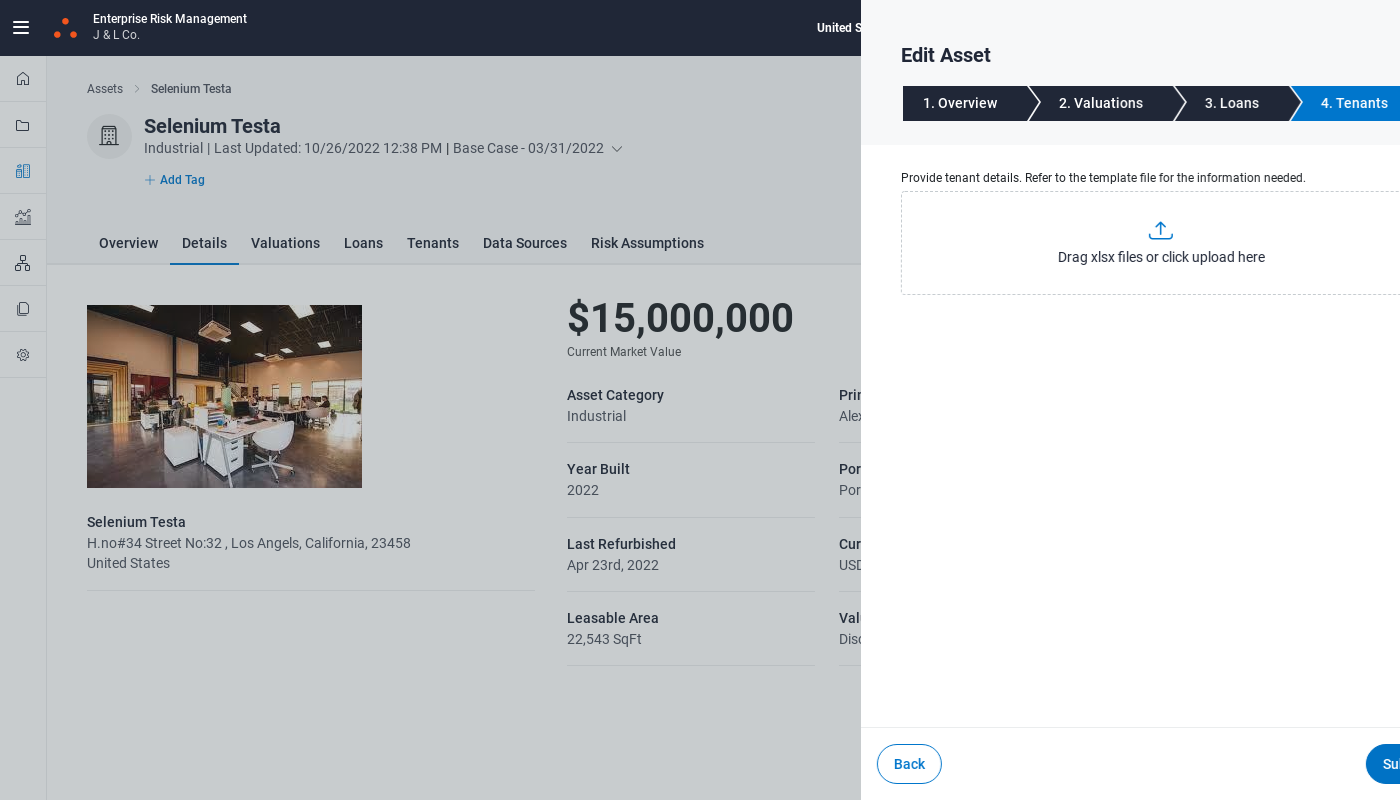 Enterprise Risk Management
J & L Co.
United S
Assets
Selenium Testa
Selenium Testa
Industrial | Last Updated: 10/26/2022 12:38 PM | Base Case - 03/31/2022
Add Tag
Overview
Details
Valuations
Loans
Tenants
Data Sources
Risk Assumptions
Selenium Testa
H.no#34 Street No:32 , Los Angels, California, 23458
United States
$15,000,000
Current Market Value
Asset Category
Industrial
Year Built
2022
Last Refurbished
Apr 23rd, 2022
Leasable Area
22,543 SqFt
Prin
Alex
Por
Por
Cur
USD
Valu
Disc
Edit Asset
1. Overview
2. Valuations
3. Loans
4. Tenants
Provide tenant details. Refer to the template file for the information needed.
Drag xlsx files or click upload here
Back
Su